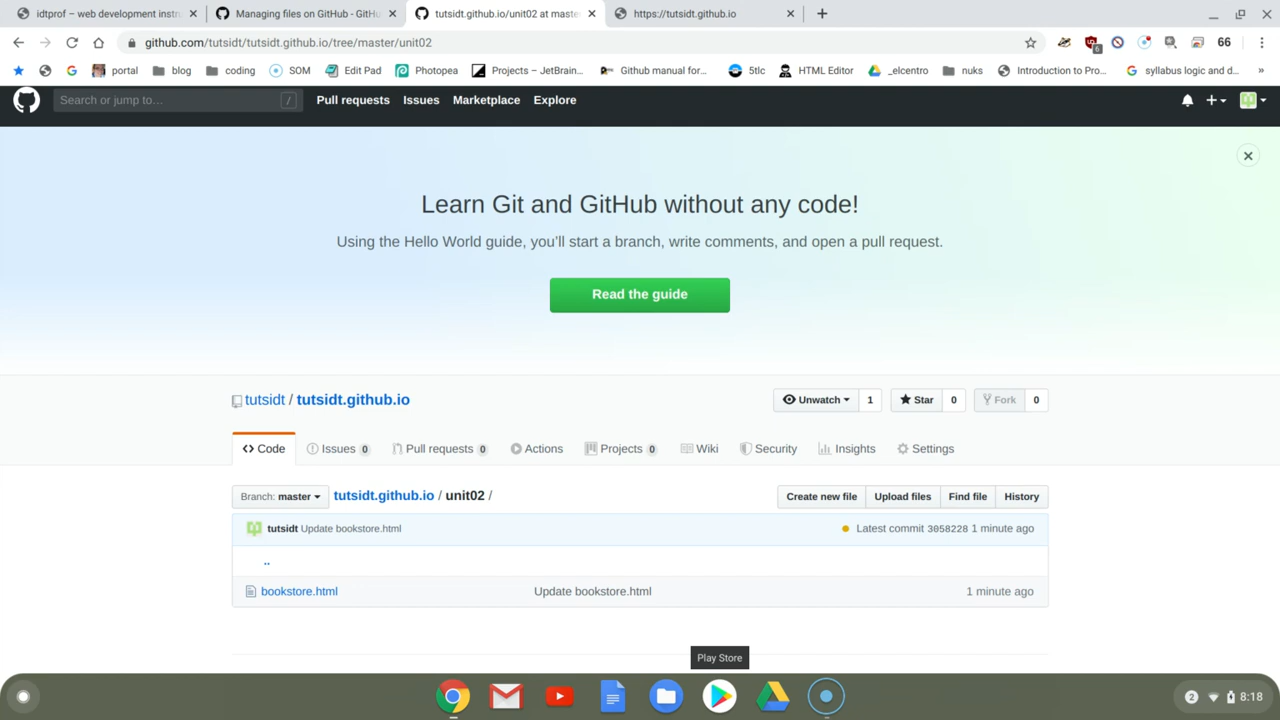 idtprof – web development instru
Managing files on GitHub - GitHu
tutsidt.github.io/unit02 at maste
https://tutsidt.github.io
github.com/tutsidt/tutsidt.github.io/tree/master/unit02
6
66
portal
blog
coding
SOM
Edit Pad
Photopea
Projects – JetBrain...
Github manual for...
5tlc
HTML Editor
_elcentro
nuks
Introduction to Pro...
syllabus logic and d...
»
Search or jump to...
/
Pull requests
Issues
Marketplace
Explore
Learn Git and GitHub without any code!
Using the Hello World guide, you’ll start a branch, write comments, and open a pull request.
Read the guide
tutsidt / tutsidt.github.io
Unwatch 1
Star 0
Fork 0
Code
Issues 0
Pull requests 0
Actions
Projects 0
Wiki
Security
Insights
Settings
Branch: master
tutsidt.github.io / unit02 /
Create new file
Upload files
Find file
History
tutsidt Update bookstore.html
Latest commit 3058228 1 minute ago
..
bookstore.html
Update bookstore.html
1 minute ago
Play Store
2
8:18